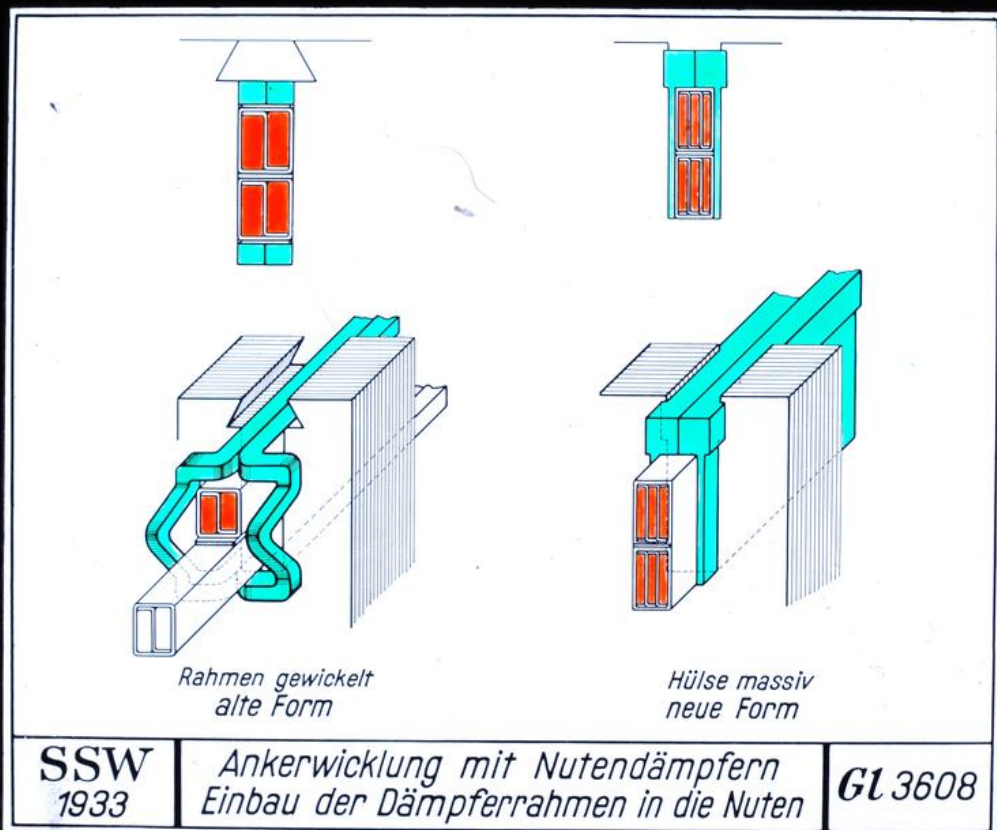 Rahmen gewickelt
alte Form
Hülse massiv
neue Form
SSW
1933
Ankerwicklung mit Nutendämpfern
Einbau der Dämpferrahmen in die Nuten
Gl 3608